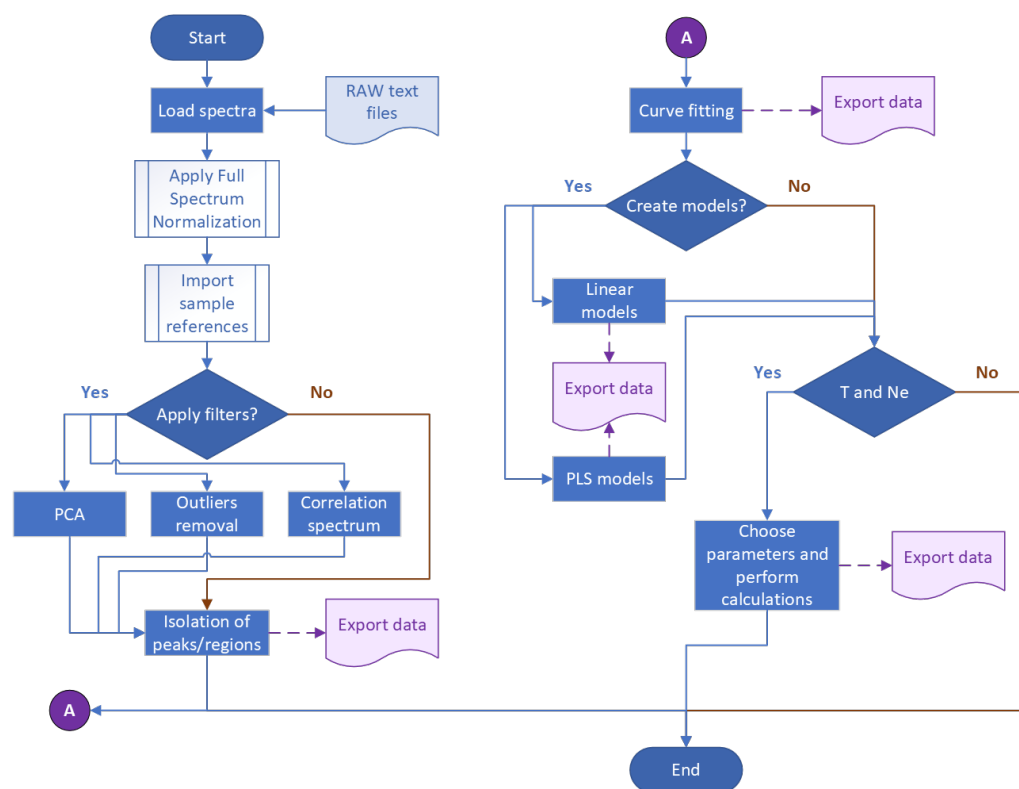 Start
Load spectra
RAW text
files
Apply Full
Spectrum
Normalization
Import
sample
references
Yes
No
Apply filters?
PCA
Outliers
removal
Correlation
spectrum
Isolation of
peaks/regions
Export data
A
A
Curve fitting
Export data
Yes
No
Create models?
Linear
models
Export data
PLS models
Yes
No
T and Ne
Choose
parameters and
perform
calculations
Export data
End